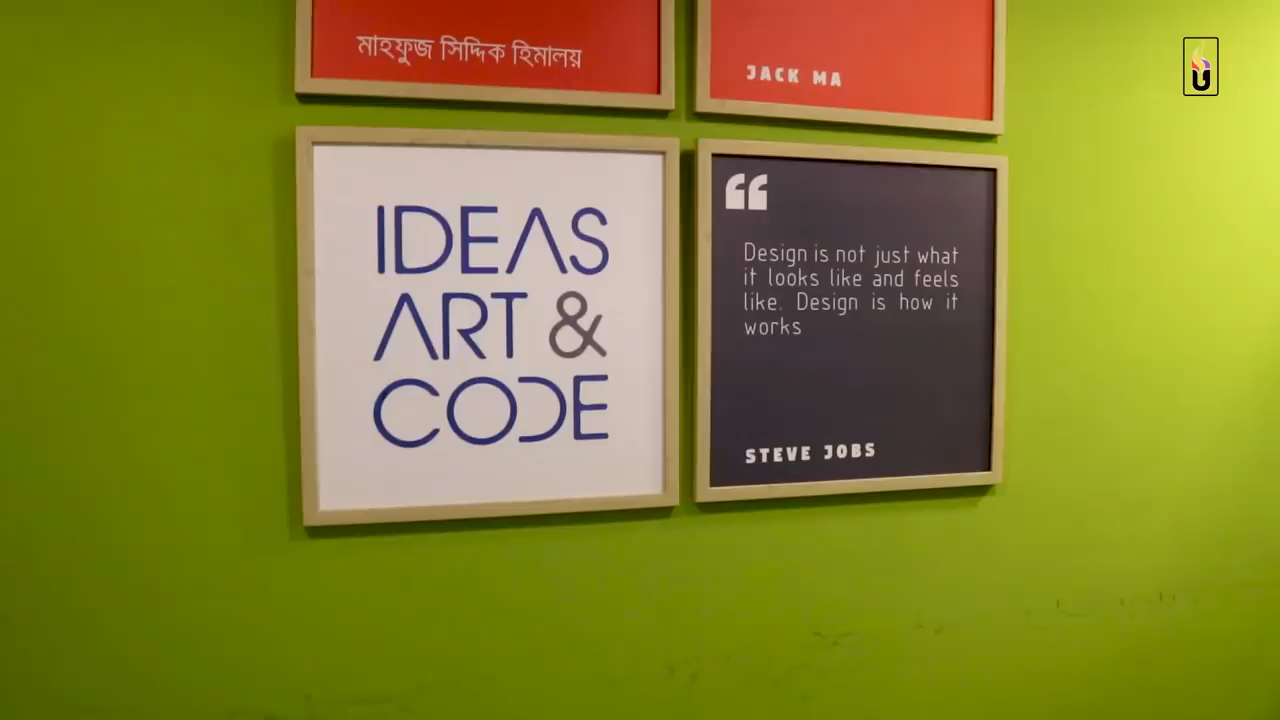 মাহফুজ সিদ্দিক হিমালয়
JACK MA
IDEAS
ART &
CODE
“
Design is not just what
it looks like and feels
like. Design is how it
works
STEVE JOBS